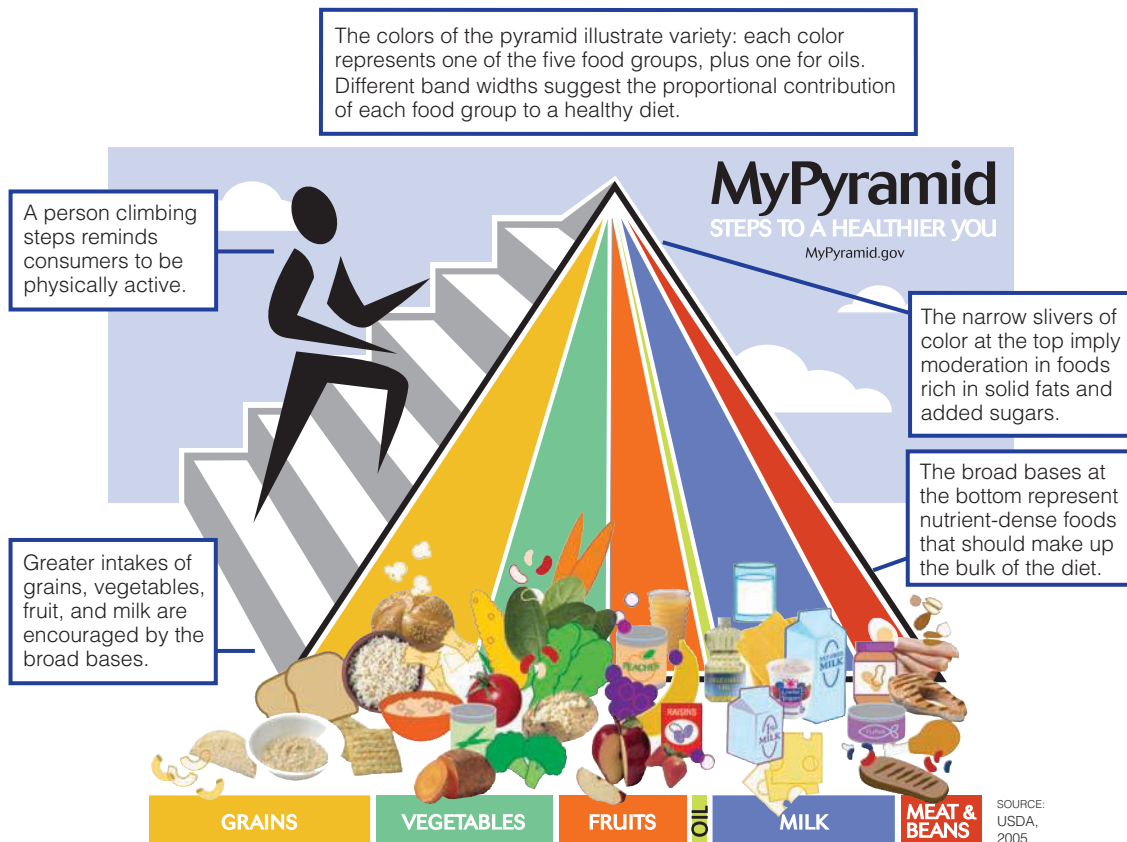 The colors of the pyramid illustrate variety: each color
represents one of the five food groups, plus one for oils.
Different band widths suggest the proportional contribution
of each food group to a healthy diet.
MyPyramid
STEPS TO A HEALTHIER YOU
MyPyramid.gov
A person climbing
steps reminds
consumers to be
physically active.
The narrow slivers of
color at the top imply
moderation in foods
rich in solid fats and
added sugars.
The broad bases at
the bottom represent
nutrient-dense foods
that should make up
the bulk of the diet.
Greater intakes of
grains, vegetables,
fruit, and milk are
encouraged by the
broad bases.
PEACHES
FAT-FREE
MILK
RAISINS
MILK
TUNA
GRAINS
VEGETABLES
FRUITS
OIL
MILK
MEAT &
BEANS
SOURCE:
USDA,
2005.